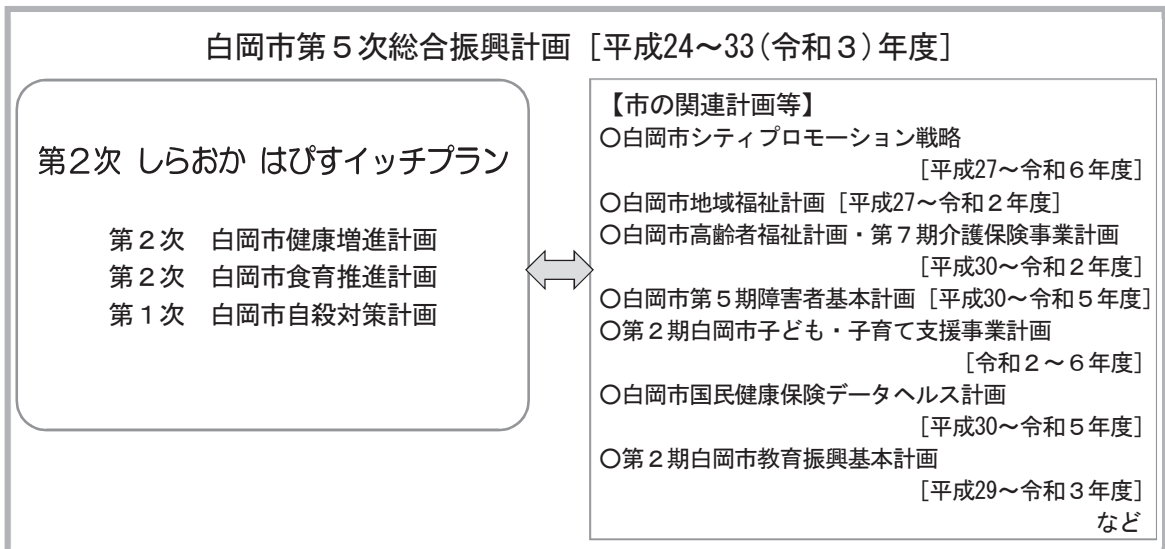 白岡市第５次総合振興計画［平成24～33(令和３)年度］
第２次 しらおか はぴすイッチプラン
第２次　白岡市健康増進計画
第２次　白岡市食育推進計画
第１次　白岡市自殺対策計画
【市の関連計画等】
○白岡市シティプロモーション戦略
［平成27～令和６年度］
○白岡市地域福祉計画［平成27～令和２年度］
○白岡市高齢者福祉計画・第７期介護保険事業計画
［平成30～令和２年度］
○白岡市第５期障害者基本計画［平成30～令和５年度］
○第２期白岡市子ども・子育て支援事業計画
［令和２～６年度］
○白岡市国民健康保険データヘルス計画
［平成30～令和５年度］
○第２期白岡市教育振興基本計画
［平成29～令和３年度］
など